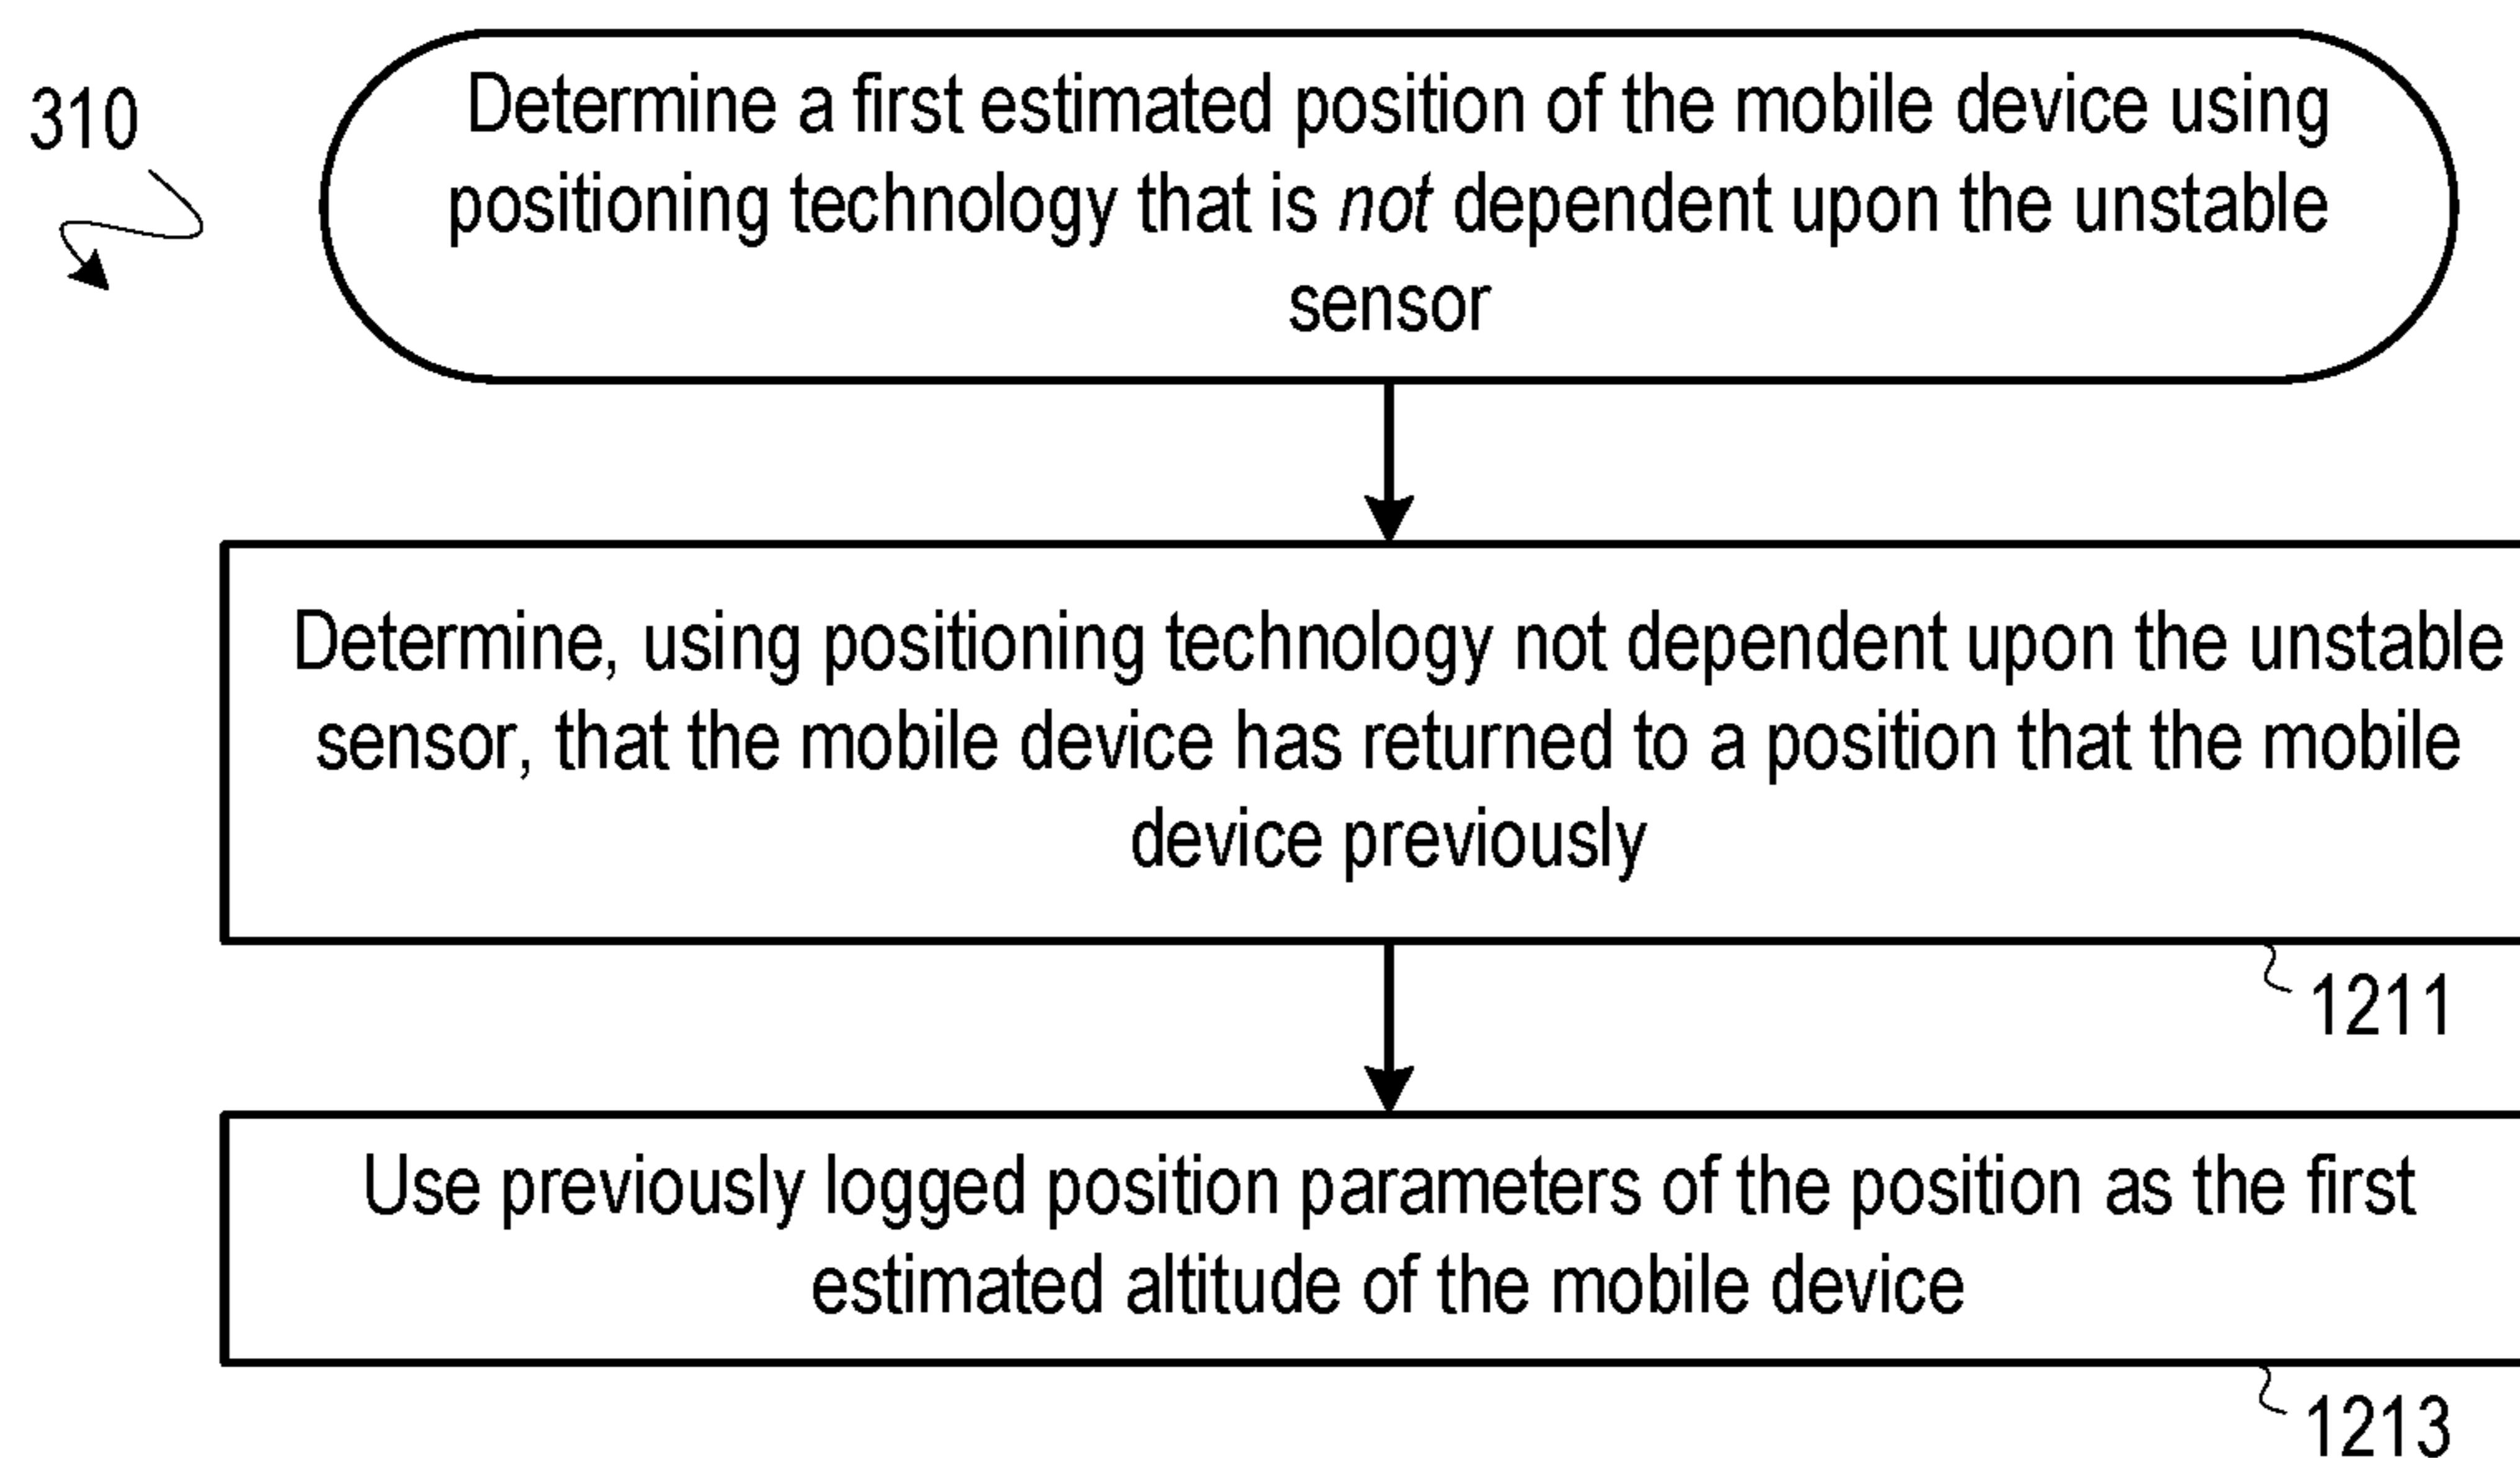 310
Determine a first estimated position of the mobile device using
positioning technology that is not dependent upon the unstable
sensor
Determine, using positioning technology not dependent upon the unstable
sensor, that the mobile device has returned to a position that the mobile
device previously
1211
Use previously logged position parameters of the position as the first
estimated altitude of the mobile device
1213